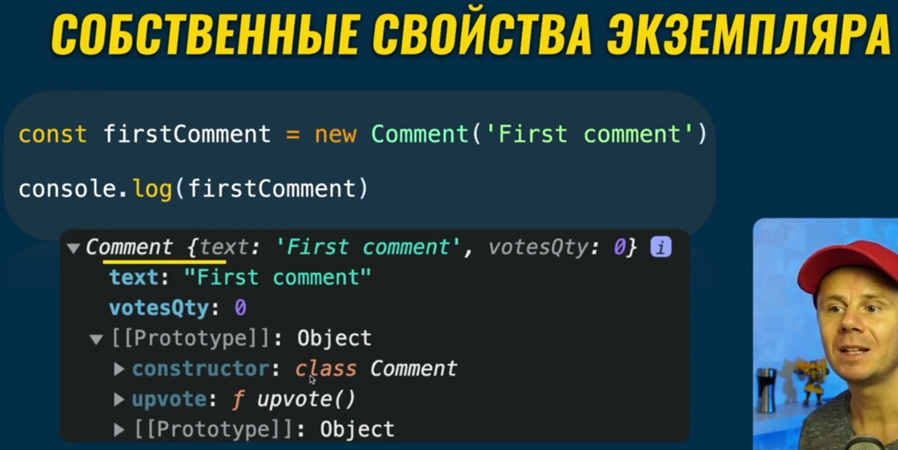 СОБСТВЕННЫЕ СВОЙСТВА ЭКЗЕМПЛЯРА
const firstComment = new Comment('First comment')
console.log(firstComment)
▼ Comment {text: 'First comment', votesQty: 0} i
text: "First comment"
votesQty: 0
▼ [[Prototype]]: Object
▶ constructor: class Comment
▶ upvote: ƒ upvote()
▶ [[Prototype]]: Object